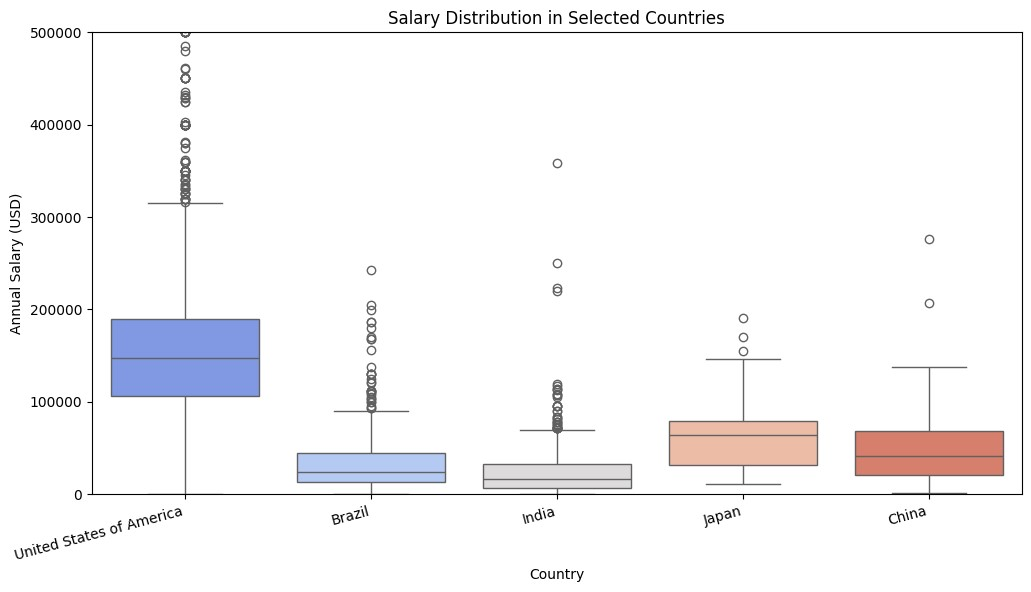 Salary Distribution in Selected Countries
500000
400000
300000
200000
100000
0
Annual Salary (USD)
United States of America
Brazil
India
Japan
China
Country